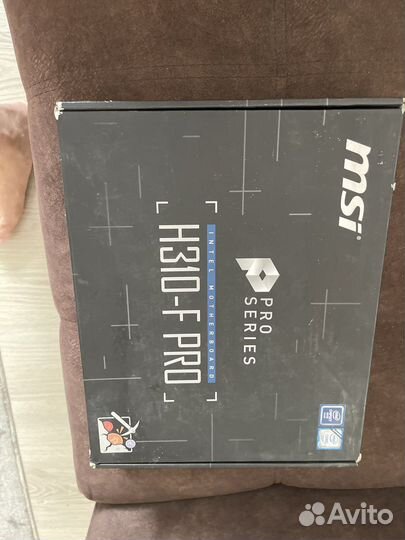 msi
PRO
SERIES
INTEL MOTHERBOARD
H310-F PRO
Avito